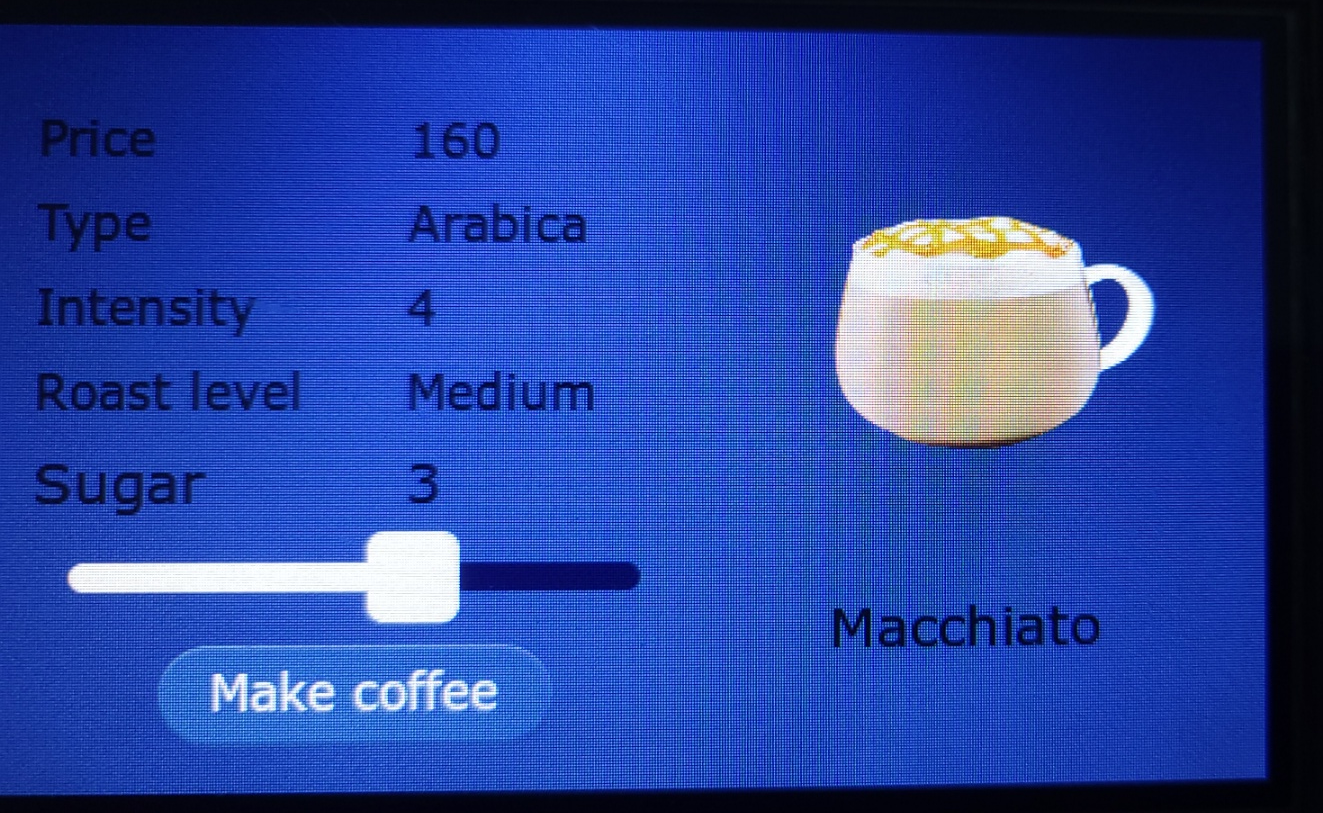 Price 160
Type Arabica
Intensity 4
Roast level Medium
Sugar 3
Make coffee
Macchiato